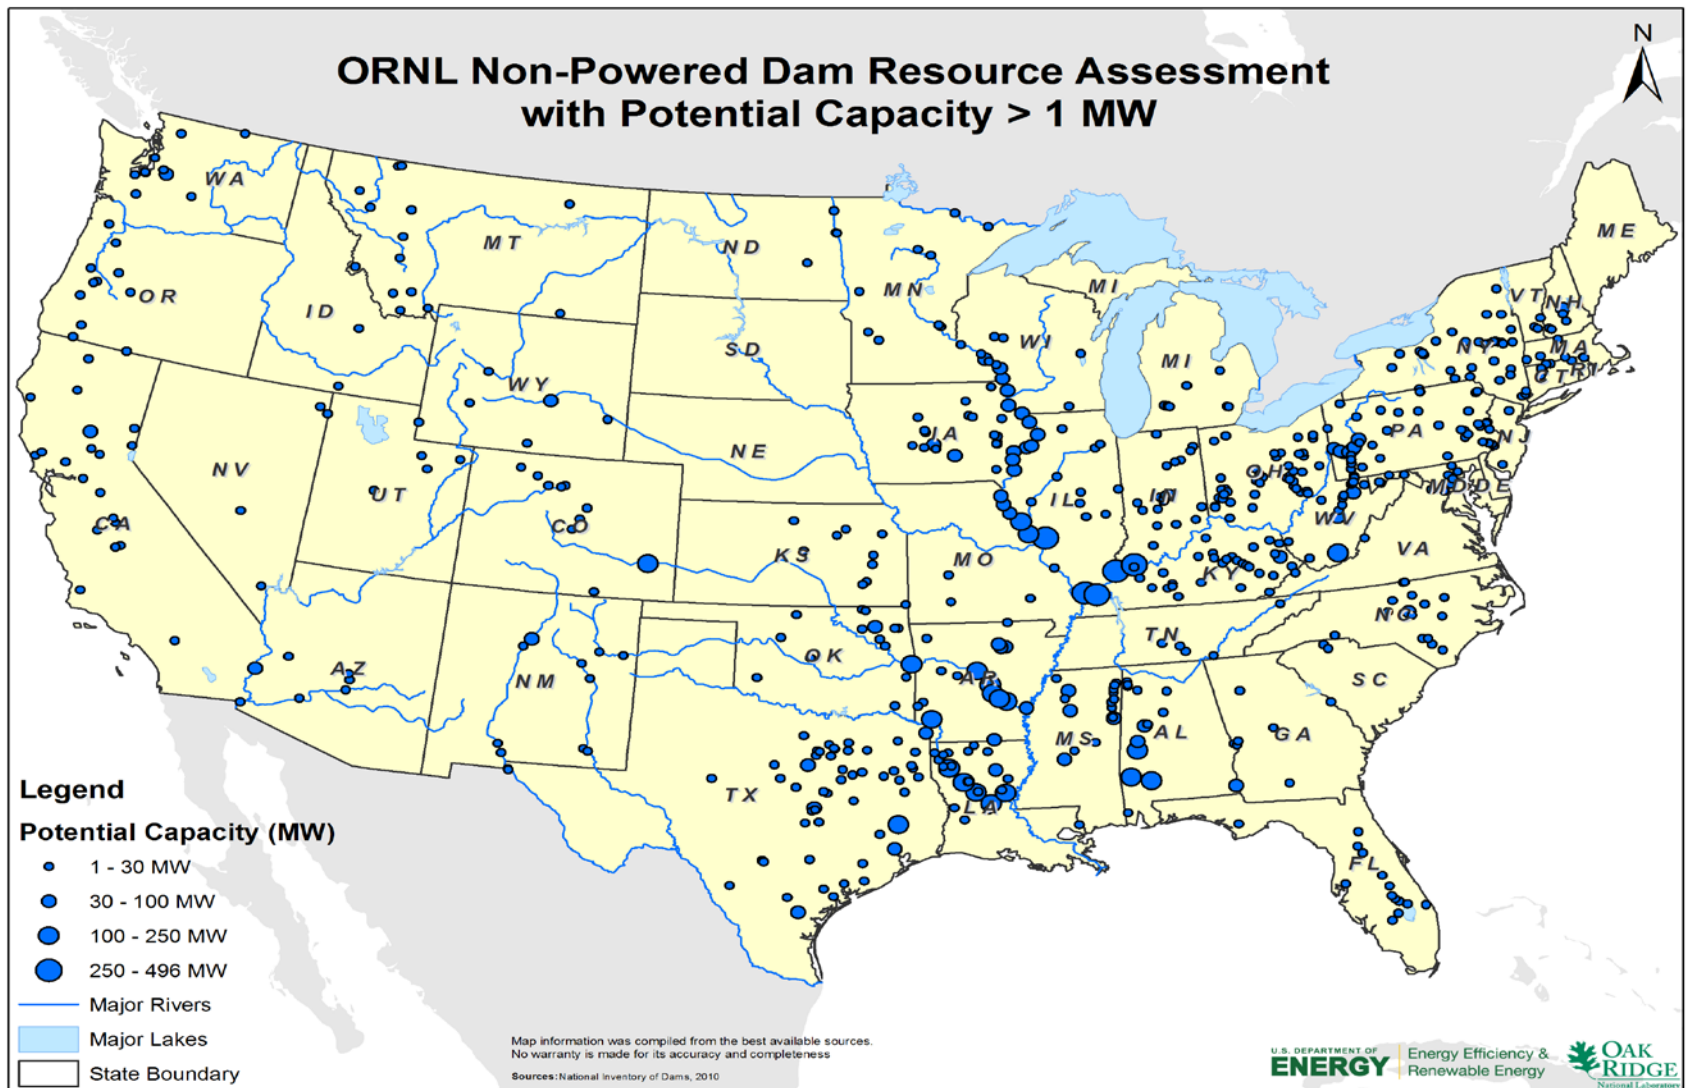 N
ORNL Non-Powered Dam Resource Assessment
with Potential Capacity > 1 MW
WA
MT
ND
MN
MI
ME
OR
ID
SD
WI
MI
VT
NH
NY
MA
CT
RI
WY
NE
IA
PA
NJ
NV
UT
CO
KS
MO
IL
IN
OH
WV
MD
DE
VA
CA
KY
AZ
NM
OK
AR
TN
NC
SC
MS
AL
GA
TX
LA
FL
Legend
Potential Capacity (MW)
1 - 30 MW
30 - 100 MW
100 - 250 MW
250 - 496 MW
Major Rivers
Major Lakes
State Boundary
Map information was compiled from the best available sources.
No warranty is made for its accuracy and completeness
Sources: National Inventory of Dams, 2010
U.S. DEPARTMENT OF
ENERGY
Energy Efficiency &
Renewable Energy
OAK
RIDGE
National Laboratory